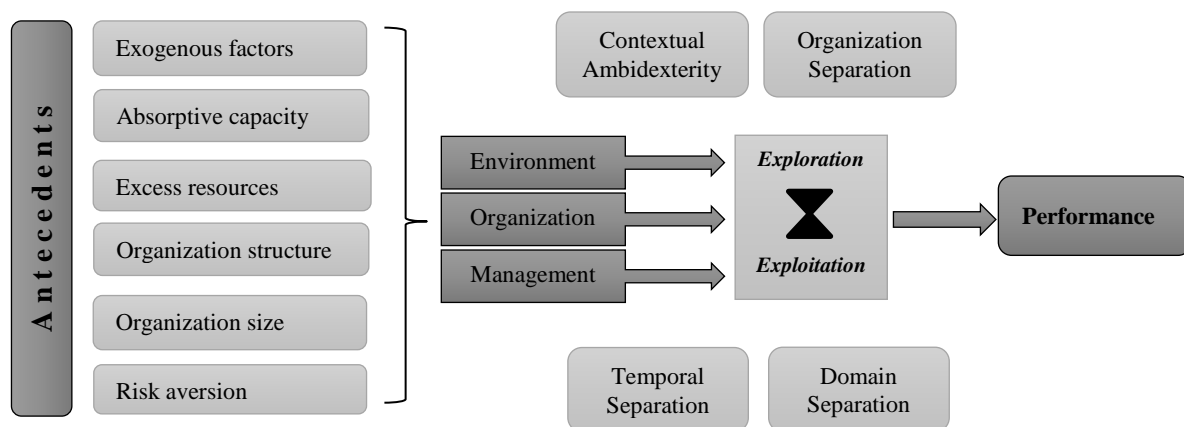 Antecedents
Exogenous factors
Absorptive capacity
Excess resources
Organization structure
Organization size
Risk aversion
Environment
Organization
Management
Contextual
Ambidexterity
Organization
Separation
Exploration
Exploitation
Temporal
Separation
Domain
Separation
Performance